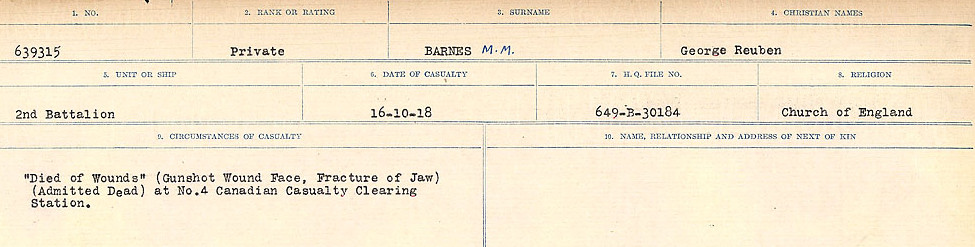 1. NO. 2. RANK OR RATING 3. SURNAME 4. CHRISTIAN NAMES
639315 Private BARNES M.M. George Reuben
5. UNIT OR SHIP 6. DATE OF CASUALTY 7. H.Q. FILE NO. 8. RELIGION
2nd Battalion 16-10-18 649-B-30184 Church of England
9. CIRCUMSTANCES OF CASUALTY 10. NAME, RELATIONSHIP AND ADDRESS OF NEXT OF KIN
"Died of Wounds" (Gunshot Wound Face, Fracture of Jaw)
(Admitted Dead) at No.4 Canadian Casualty Clearing
Station.